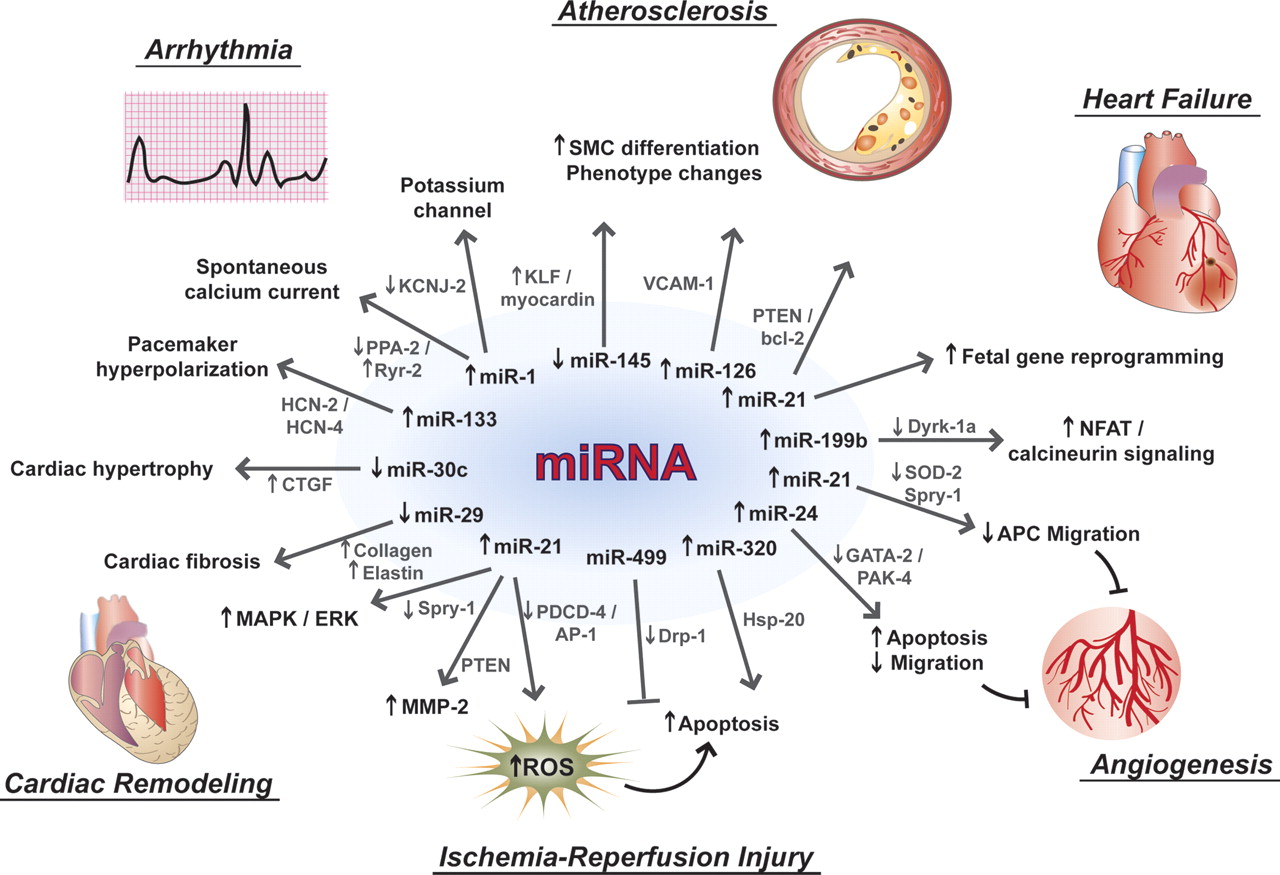 Atherosclerosis
Arrhythmia
Heart Failure
↑SMC differentiation
Phenotype changes
Potassium
channel
Spontaneous
calcium current
↓KCNJ-2
↑KLF /
myocardin
VCAM-1
PTEN /
bcl-2
Pacemaker
hyperpolarization
↓PPA-2 /
↑Ryr-2
↑miR-1
↓miR-145
↑miR-126
↑miR-21
↑Fetal gene reprogramming
HCN-2 /
HCN-4
↑miR-133
↑miR-199b
↓Dyrk-1a
↑NFAT /
calcineurin signaling
Cardiac hypertrophy
↑CTGF
↓miR-30c
miRNA
↑miR-21
↓SOD-2
Spry-1
↓miR-29
↑miR-24
↓APC Migration
Cardiac fibrosis
↑Collagen
↑Elastin
↑miR-21
miR-499
↑miR-320
↓GATA-2 /
PAK-4
↑MAPK / ERK
↓Spry-1
↓PDCD-4 /
AP-1
↓Drp-1
Hsp-20
↑Apoptosis
↓Migration
PTEN
↑MMP-2
↑Apoptosis
↑ROS
Cardiac Remodeling
Angiogenesis
Ischemia-Reperfusion Injury